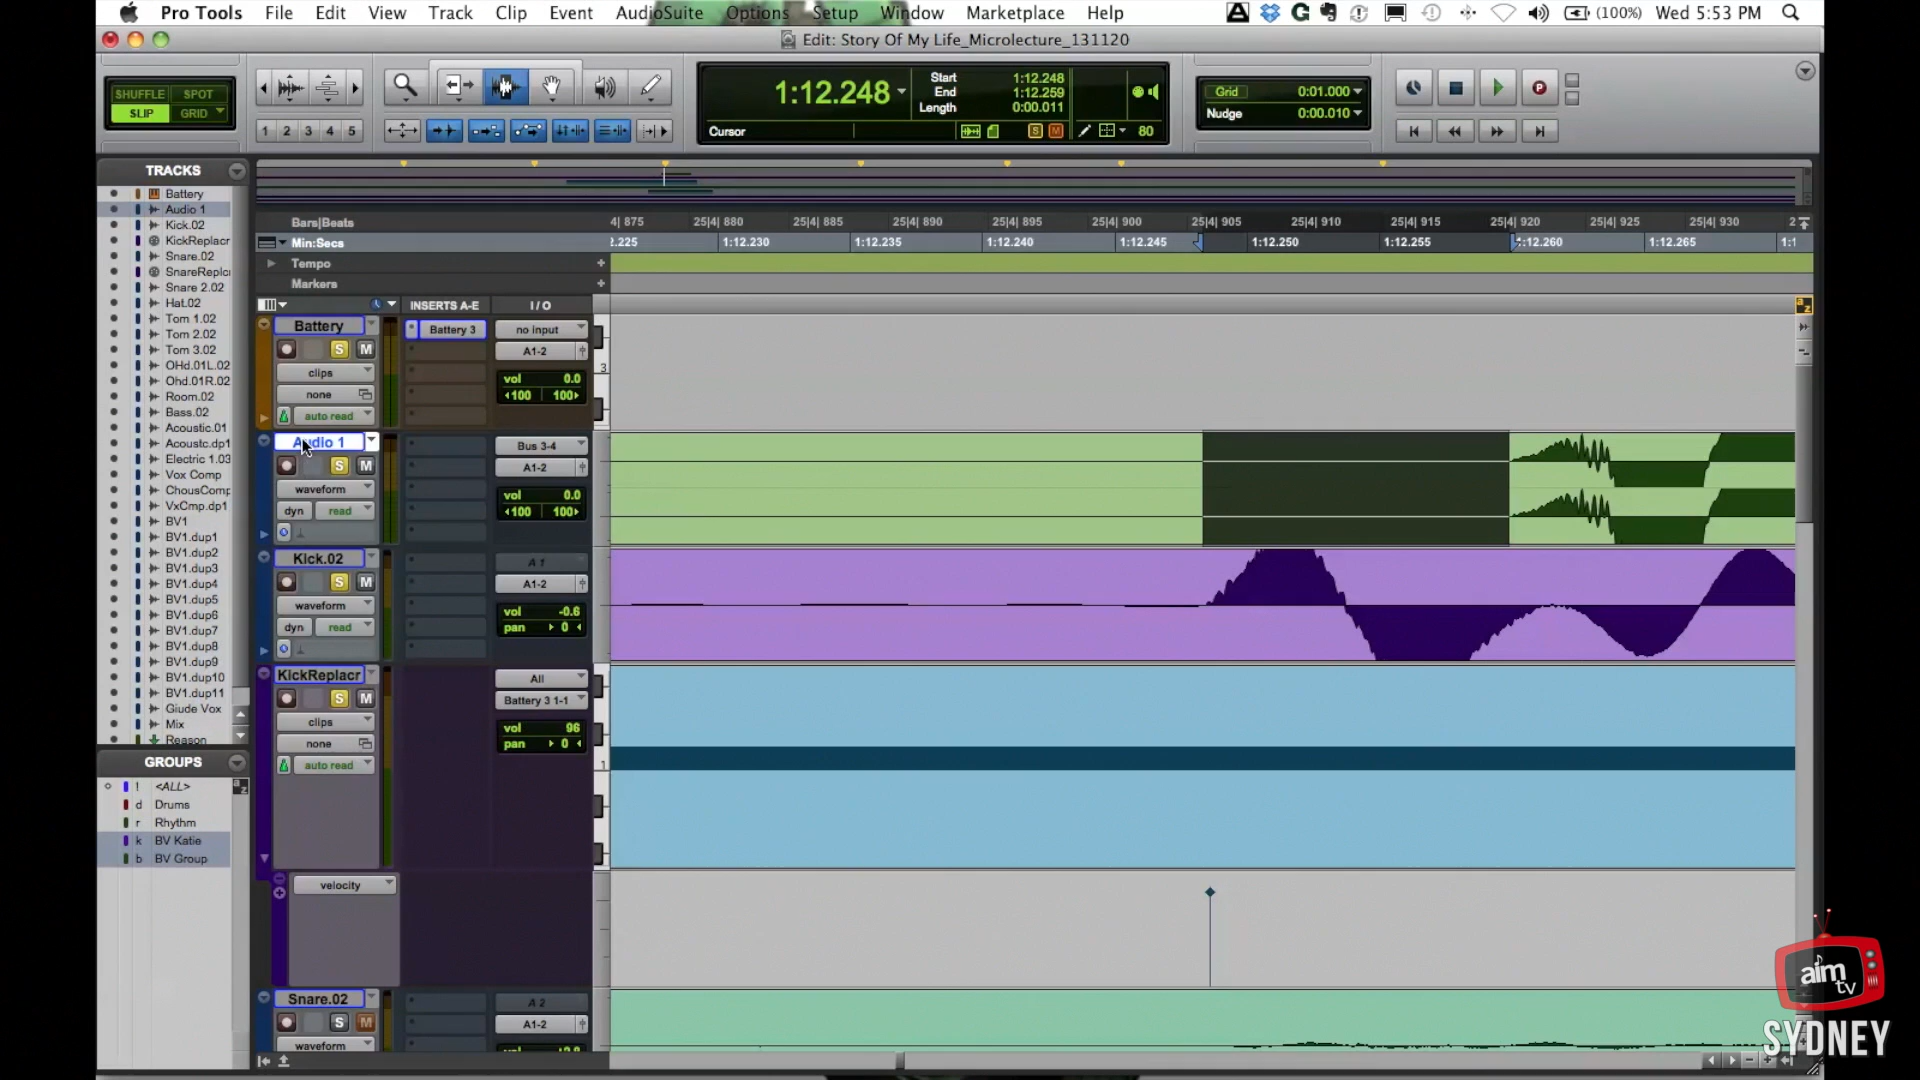 Pro Tools File Edit View Track Clip Event AudioSuite Options Setup Window Marketplace Help (100%) Wed 5:53 PM
Edit: Story Of My Life_Microlecture_131120
SHUFFLE SPOT
SLIP GRID
1 2 3 4 5
1:12.248
Start 1:12.248
End 1:12.259
Length 0:00.011
Cursor S M 80
Grid 0:01.000
Nudge 0:00.010
TRACKS
Battery
Audio 1
Kick.02
KickReplacr
Snare.02
SnareReplc
Snare 2.02
Hat.02
Tom 1.02
Tom 2.02
Tom 3.02
OHd.01L.02
Ohd.01R.02
Room.02
Bass.02
Acoustic.01
Acoustc.dp1
Electric 1.03
Vox Comp
ChousComp
VxCmp.dp1
BV1
BV1.dup1
BV1.dup2
BV1.dup3
BV1.dup4
BV1.dup5
BV1.dup6
BV1.dup7
BV1.dup8
BV1.dup9
BV1.dup10
BV1.dup11
Giude Vox
Mix
Reason
GROUPS
! <ALL>
d Drums
r Rhythm
k BV Katie
b BV Group
Bars|Beats 4| 875 25|4| 880 25|4| 885 25|4| 890 25|4| 895 25|4| 900 25|4| 905 25|4| 910 25|4| 915 25|4| 920 25|4| 925 25|4| 930 2
Min:Secs 2.225 1:12.230 1:12.235 1:12.240 1:12.245 1:12.250 1:12.255 1:12.260 1:12.265 1:1
Tempo
Markers
INSERTS A-E I/O
Battery Battery 3 no input
S M A1-2
clips vol 0.0
none 100 100
auto read
3
Audio 1 Bus 3-4
S M A1-2
waveform vol 0.0
dyn read 100 100
Kick.02 A 1
S M A1-2
waveform vol -0.6
dyn read pan 0
KickReplacr All
S M Battery 3 1-1
clips vol 96
none pan 0
auto read
1
velocity
Snare.02 A 2
S M A1-2
waveform
aim
tv
SYDNEY